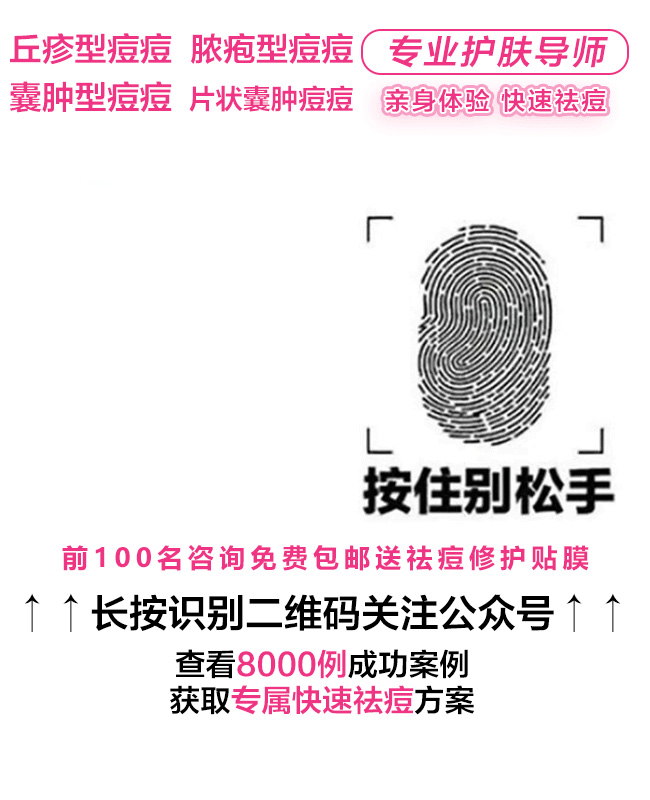 丘疹型痘痘 脓疱型痘痘 专业护肤导师
囊肿型痘痘 片状囊肿痘痘 亲身体验 快速祛痘
按住别松手
前100名咨询免费包邮送祛痘修护贴膜
↑ ↑长按识别二维码关注公众号↑ ↑
查看8000例成功案例
获取专属快速祛痘方案